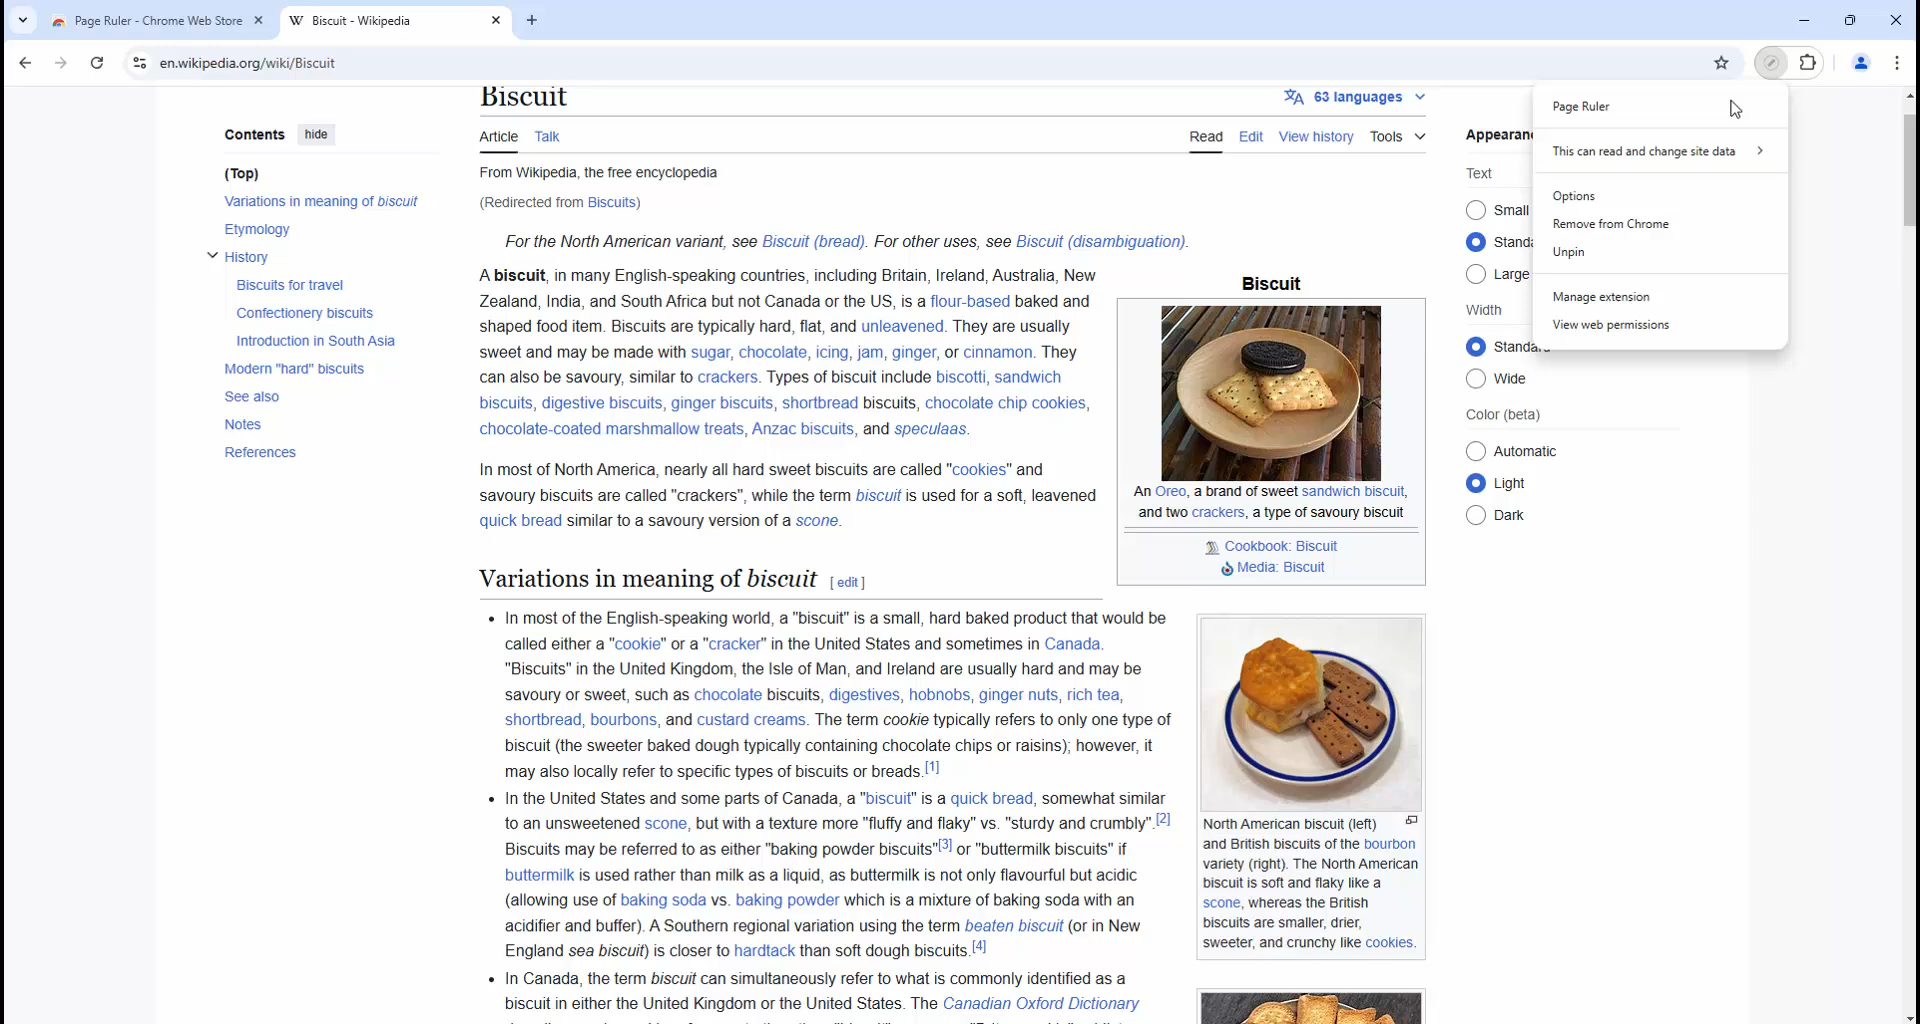 Page Ruler - Chrome Web Store
Biscuit - Wikipedia
en.wikipedia.org/wiki/Biscuit
Biscuit
63 languages
Contents hide
Article Talk
Read Edit View history Tools
From Wikipedia, the free encyclopedia
(Redirected from Biscuits)
(Top)
Variations in meaning of biscuit
Etymology
History
Biscuits for travel
Confectionery biscuits
Introduction in South Asia
Modern "hard" biscuits
See also
Notes
References
For the North American variant, see Biscuit (bread). For other uses, see Biscuit (disambiguation).
A biscuit, in many English-speaking countries, including Britain, Ireland, Australia, New
Zealand, India, and South Africa but not Canada or the US, is a flour-based baked and
shaped food item. Biscuits are typically hard, flat, and unleavened. They are usually
sweet and may be made with sugar, chocolate, icing, jam, ginger, or cinnamon. They
can also be savoury, similar to crackers. Types of biscuit include biscotti, sandwich
biscuits, digestive biscuits, ginger biscuits, shortbread biscuits, chocolate chip cookies,
chocolate-coated marshmallow treats, Anzac biscuits, and speculaas.
In most of North America, nearly all hard sweet biscuits are called "cookies" and
savoury biscuits are called "crackers", while the term biscuit is used for a soft, leavened
quick bread similar to a savoury version of a scone.
Biscuit
An Oreo, a brand of sweet sandwich biscuit,
and two crackers, a type of savoury biscuit
Cookbook: Biscuit
Media: Biscuit
Variations in meaning of biscuit [ edit ]
In most of the English-speaking world, a "biscuit" is a small, hard baked product that would be
called either a "cookie" or a "cracker" in the United States and sometimes in Canada.
"Biscuits" in the United Kingdom, the Isle of Man, and Ireland are usually hard and may be
savoury or sweet, such as chocolate biscuits, digestives, hobnobs, ginger nuts, rich tea,
shortbread, bourbons, and custard creams. The term cookie typically refers to only one type of
biscuit (the sweeter baked dough typically containing chocolate chips or raisins); however, it
may also locally refer to specific types of biscuits or breads.[1]
In the United States and some parts of Canada, a "biscuit" is a quick bread, somewhat similar
to an unsweetened scone, but with a texture more "fluffy and flaky" vs. "sturdy and crumbly".[2]
Biscuits may be referred to as either "baking powder biscuits"[3] or "buttermilk biscuits" if
buttermilk is used rather than milk as a liquid, as buttermilk is not only flavourful but acidic
(allowing use of baking soda vs. baking powder which is a mixture of baking soda with an
acidifier and buffer). A Southern regional variation using the term beaten biscuit (or in New
England sea biscuit) is closer to hardtack than soft dough biscuits.[4]
In Canada, the term biscuit can simultaneously refer to what is commonly identified as a
biscuit in either the United Kingdom or the United States. The Canadian Oxford Dictionary
North American biscuit (left)
and British biscuits of the bourbon
variety (right). The North American
biscuit is soft and flaky like a
scone, whereas the British
biscuits are smaller, drier,
sweeter, and crunchy like cookies.
Text
Small
Large
Width
Wide
Color (beta)
Automatic
Light
Dark
Page Ruler
This can read and change site data
Options
Remove from Chrome
Unpin
Manage extension
View web permissions